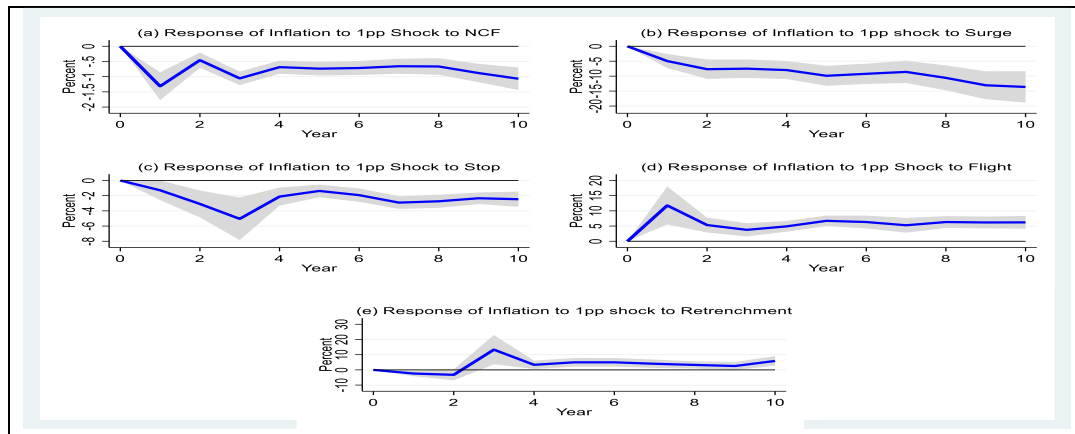 (a) Response of Inflation to 1pp Shock to NCF
Percent
-2 -1.5 -1 -.5 0
0 2 4 6 8 10
Year
(b) Response of Inflation to 1pp shock to Surge
Percent
-20 -15 -10 -5 0
0 2 4 6 8 10
Year
(c) Response of Inflation to 1pp Shock to Stop
Percent
-8 -6 -4 -2 0
0 2 4 6 8 10
Year
(d) Response of Inflation to 1pp Shock to Flight
Percent
0 5 10 15 20
0 2 4 6 8 10
Year
(e) Response of Inflation to 1pp shock to Retrenchment
Percent
-10 0 10 20 30
0 2 4 6 8 10
Year